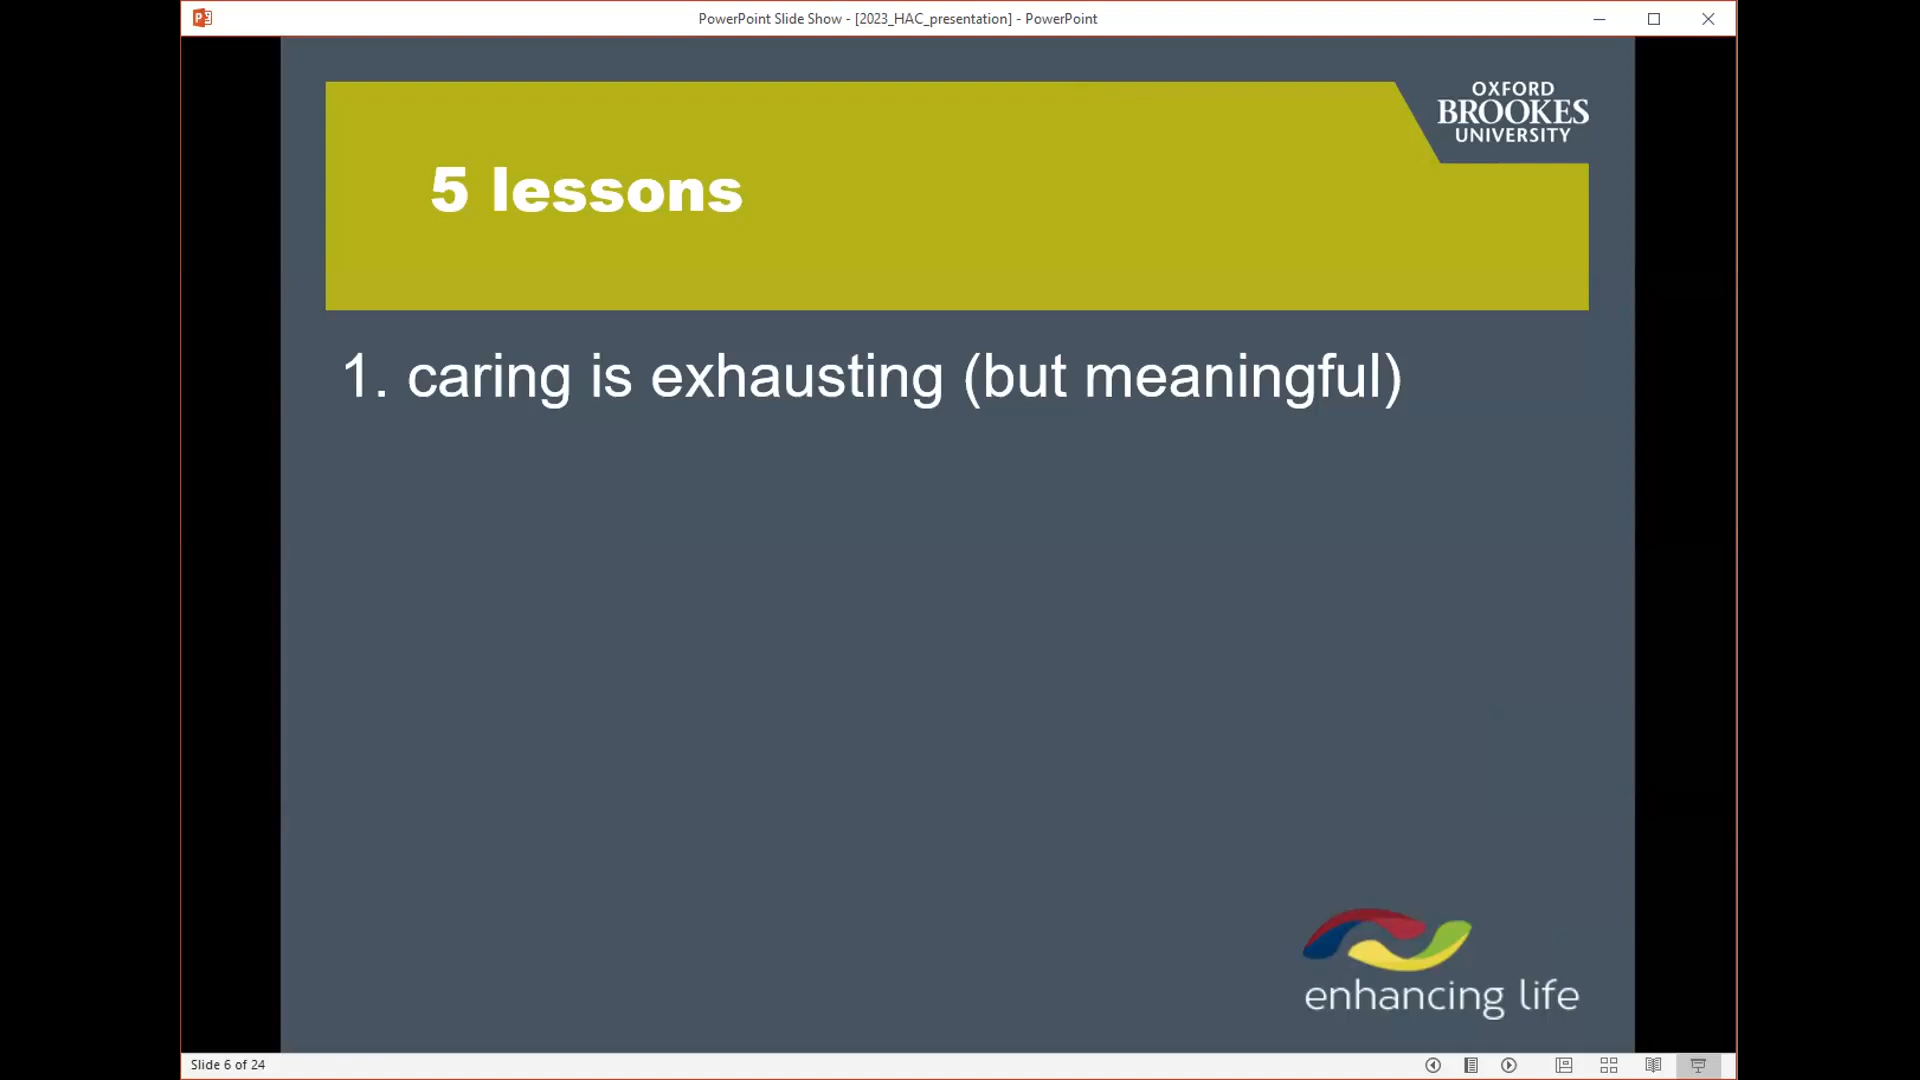 PowerPoint Slide Show - [2023_HAC_presentation] - PowerPoint
OXFORD
BROOKES
UNIVERSITY
5 lessons
1. caring is exhausting (but meaningful)
enhancing life
Slide 6 of 24